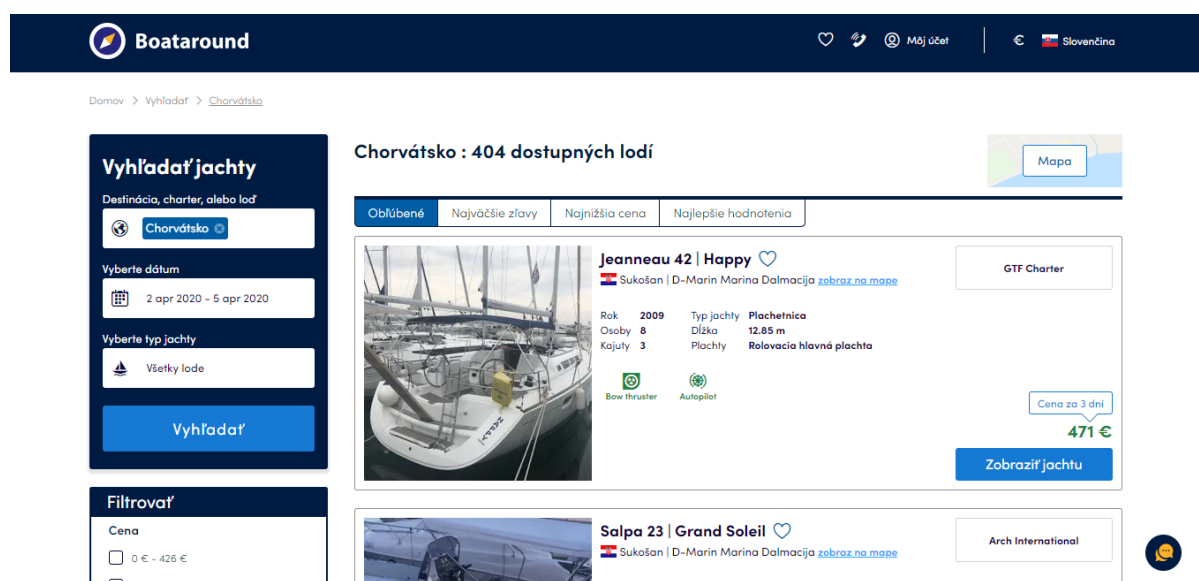 Boataround
Môj účet
€
Slovenčina
Domov > Vyhľadať > Chorvátsko
Vyhľadať jachty
Destinácia, charter, alebo loď
Chorvátsko
Vyberte dátum
2 apr 2020 - 5 apr 2020
Vyberte typ jachty
Všetky lode
Vyhľadať
Filtrovať
Cena
0 € - 426 €
Chorvátsko : 404 dostupných lodí
Mapa
Obľúbené
Najväčšie zľavy
Najnižšia cena
Najlepšie hodnotenia
Jeanneau 42 | Happy
Sukošan | D-Marin Marina Dalmacija zobraz na mape
GTF Charter
Rok 2009 Typ jachty Plachetnica
Osoby 8 Dĺžka 12.85 m
Kajuty 3 Plachty Rolovacia hlavná plachta
Bow thruster
Autopilot
HAPPY
Cena za 3 dni
471 €
Zobraziť jachtu
Salpa 23 | Grand Soleil
Sukošan | D-Marin Marina Dalmacija zobraz na mape
Arch International